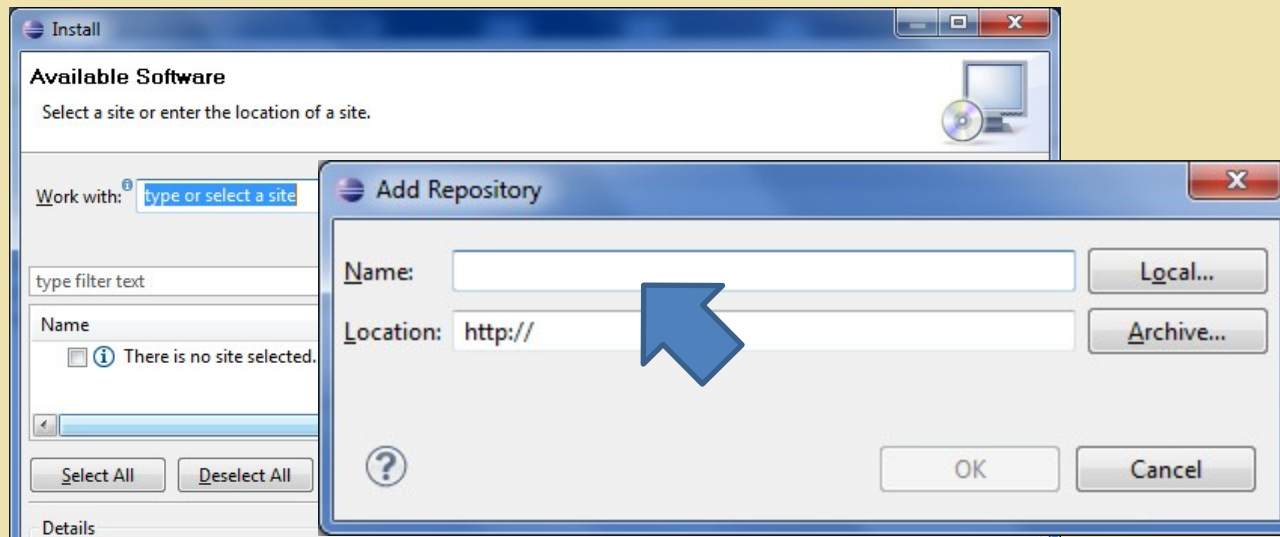 Install
Available Software
Select a site or enter the location of a site.
Work with: type or select a site
type filter text
Name
There is no site selected.
Select All Deselect All
Details
Add Repository
Name: Local...
Location: http:// Archive...
OK Cancel